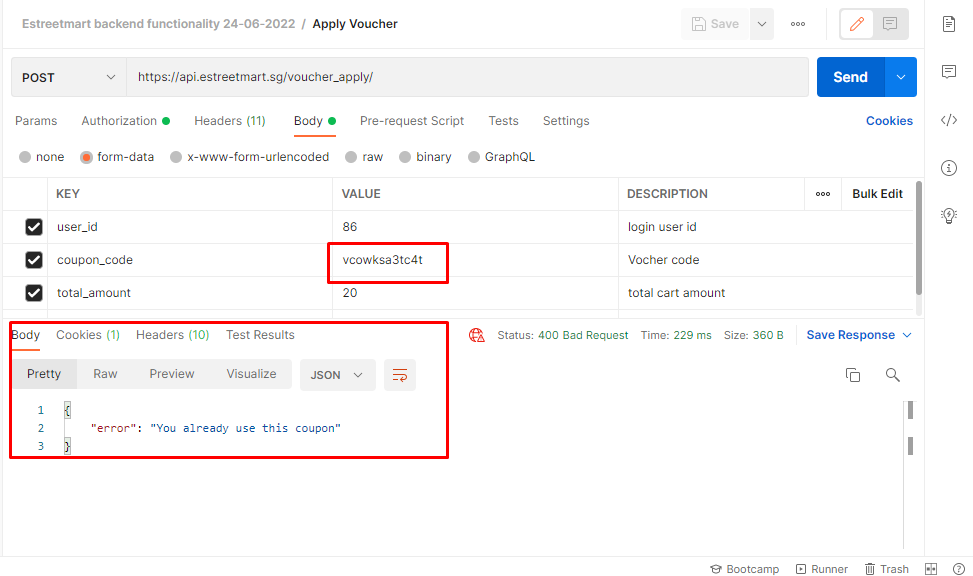 Estreetmart backend functionality 24-06-2022 / Apply Voucher
Save
POST
https://api.estreetmart.sg/voucher_apply/
Send
Params Authorization Headers (11) Body Pre-request Script Tests Settings Cookies
none form-data x-www-form-urlencoded raw binary GraphQL
KEY VALUE DESCRIPTION Bulk Edit
user_id 86 login user id
coupon_code vcowksa3tc4t Vocher code
total_amount 20 total cart amount
Body Cookies (1) Headers (10) Test Results Status: 400 Bad Request Time: 229 ms Size: 360 B Save Response
Pretty Raw Preview Visualize JSON
1 {
2 "error": "You already use this coupon"
3 }
Bootcamp Runner Trash